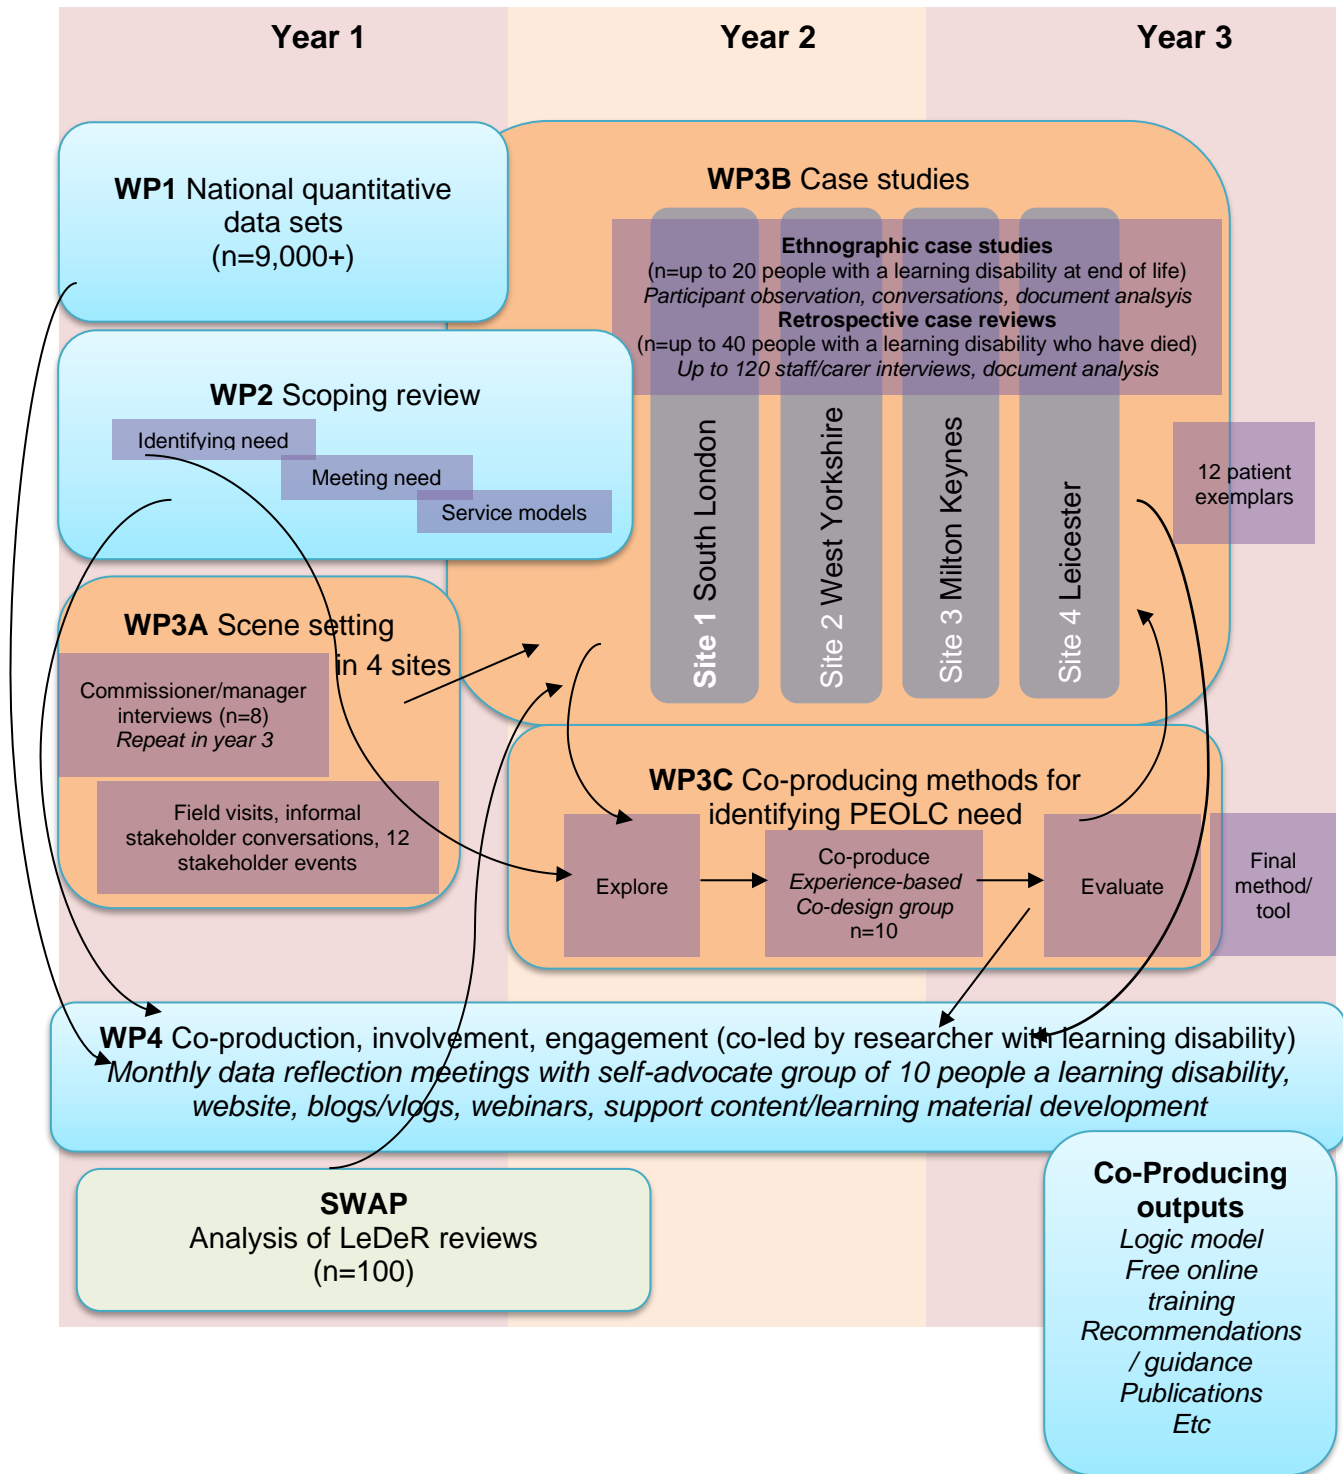 Year 1
Year 2
Year 3
WP1 National quantitative
data sets
(n=9,000+)
WP3B Case studies
Ethnographic case studies
(n=up to 20 people with a learning disability at end of life)
Participant observation, conversations, document analsyis
Retrospective case reviews
(n=up to 40 people with a learning disability who have died)
Up to 120 staff/carer interviews, document analysis
Site 1 South London
Site 2 West Yorkshire
Site 3 Milton Keynes
Site 4 Leicester
12 patient
exemplars
WP2 Scoping review
Identifying need
Meeting need
Service models
WP3A Scene setting
in 4 sites
Commissioner/manager
interviews (n=8)
Repeat in year 3
Field visits, informal
stakeholder conversations, 12
stakeholder events
WP3C Co-producing methods for
identifying PEOLC need
Explore
Co-produce
Experience-based
Co-design group
n=10
Evaluate
Final
method/
tool
WP4 Co-production, involvement, engagement (co-led by researcher with learning disability)
Monthly data reflection meetings with self-advocate group of 10 people a learning disability,
website, blogs/vlogs, webinars, support content/learning material development
SWAP
Analysis of LeDeR reviews
(n=100)
Co-Producing
outputs
Logic model
Free online
training
Recommendations
/ guidance
Publications
Etc